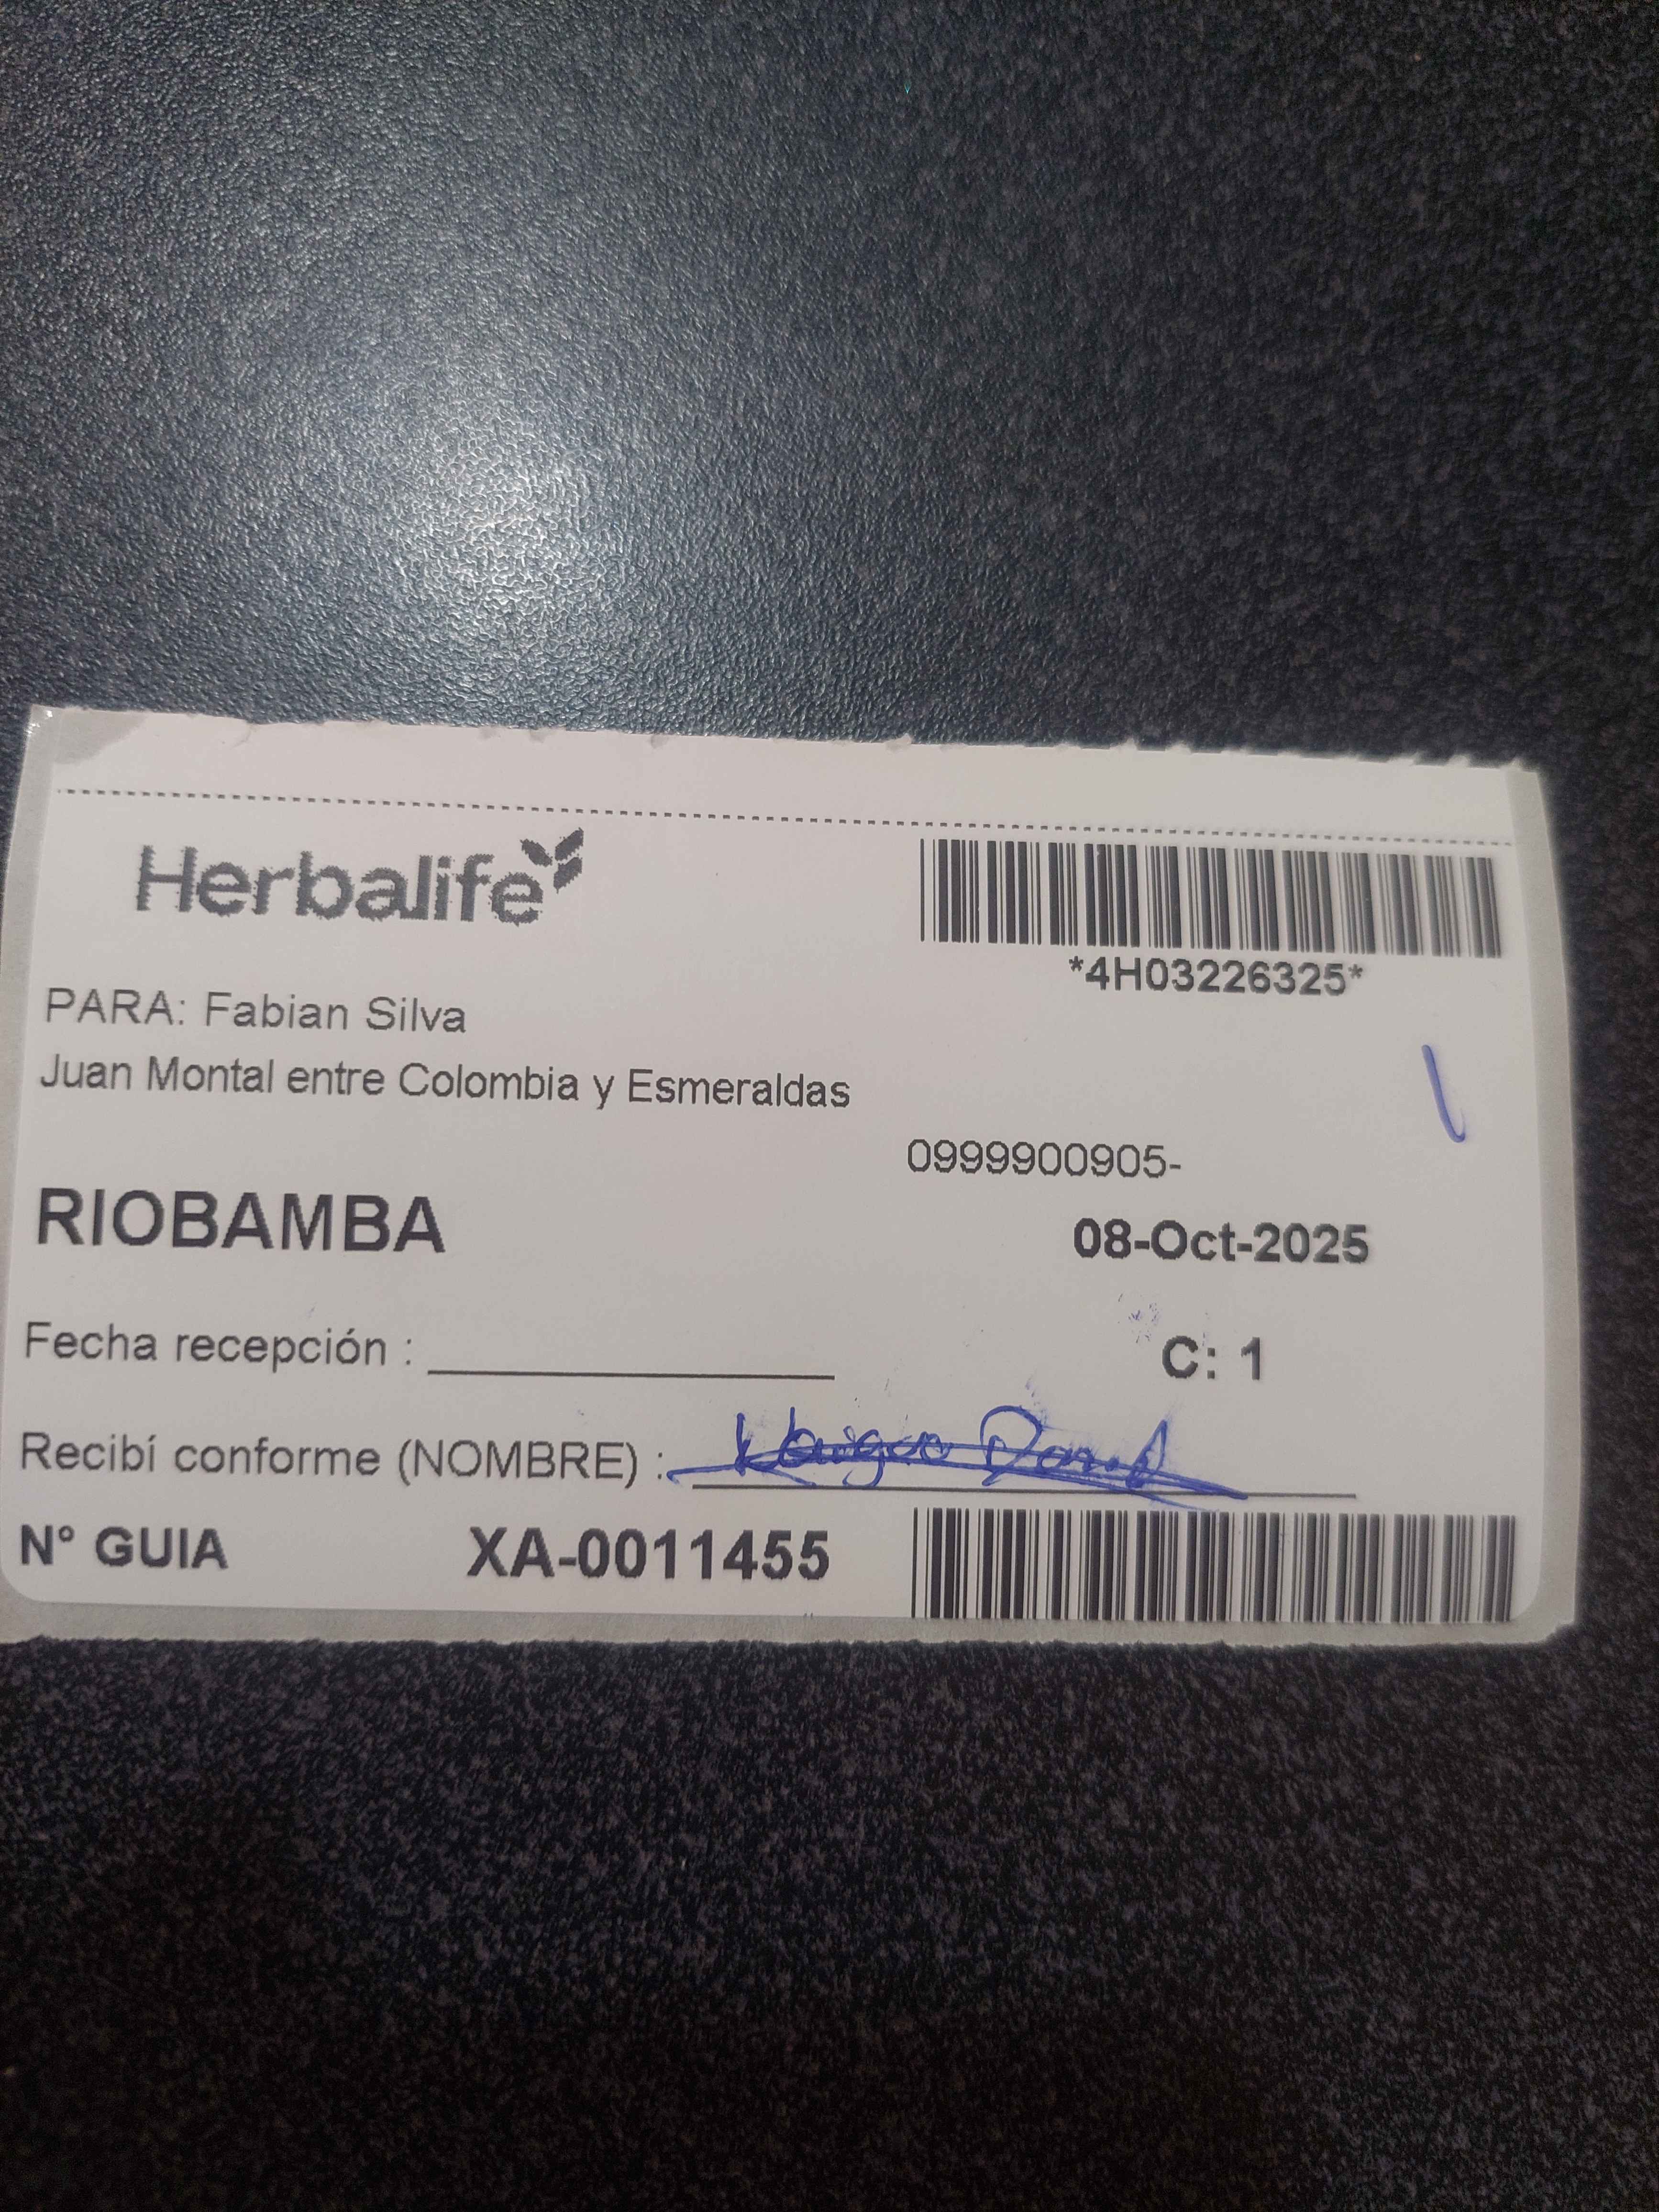 Herbalife
*4H03226325*
PARA: Fabian Silva
Juan Montal entre Colombia y Esmeraldas
0999900905-
RIOBAMBA
08-Oct-2025
Fecha recepción :
C: 1
Recibí conforme (NOMBRE) :
N° GUIA XA-0011455